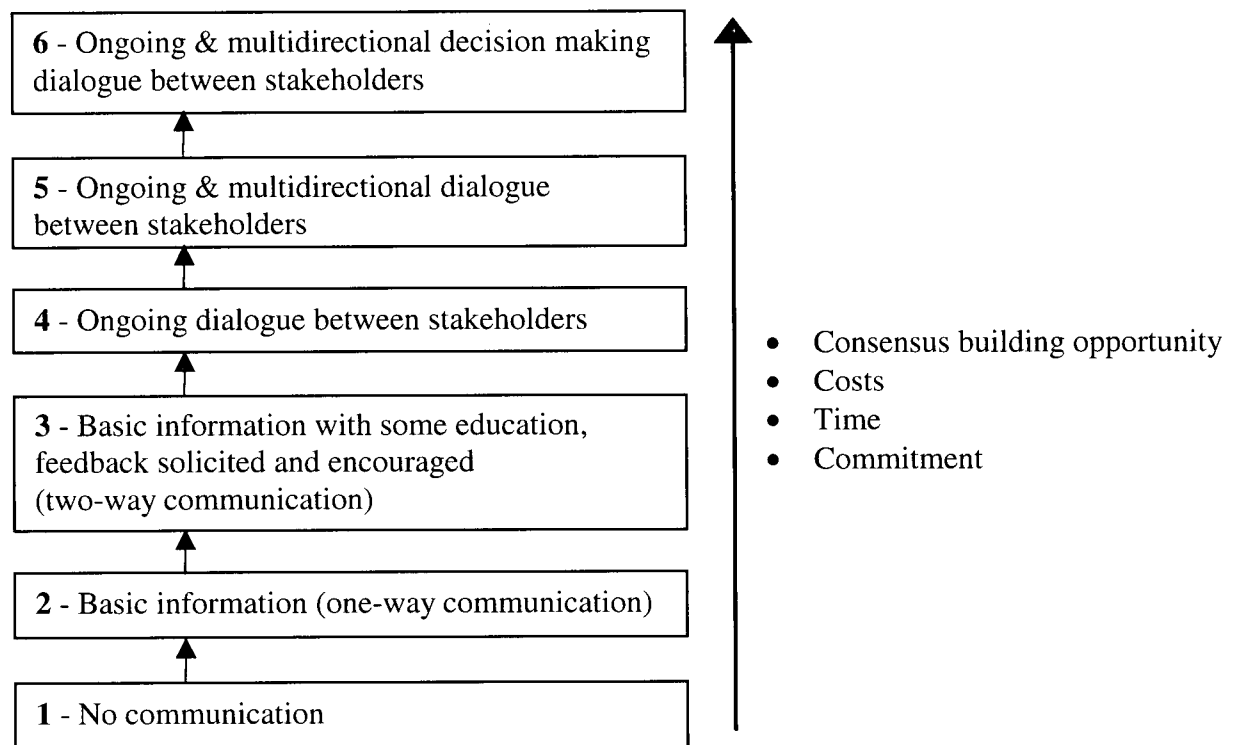 6 - Ongoing & multidirectional decision making
dialogue between stakeholders
5 - Ongoing & multidirectional dialogue
between stakeholders
4 - Ongoing dialogue between stakeholders
3 - Basic information with some education,
feedback solicited and encouraged
(two-way communication)
2 - Basic information (one-way communication)
1 - No communication
• Consensus building opportunity
• Costs
• Time
• Commitment